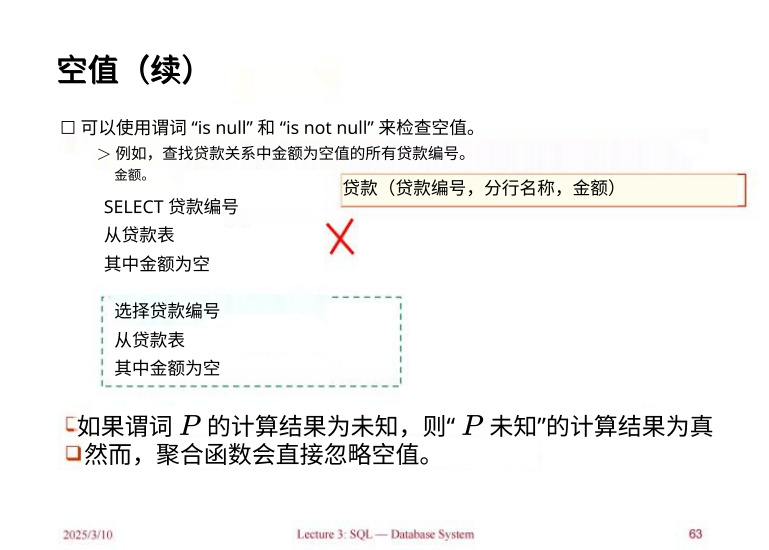 空值（续）
□ 可以使用谓词 “is null” 和 “is not null” 来检查空值。
> 例如，查找贷款关系中金额为空值的所有贷款编号。
金额。
贷款（贷款编号，分行名称，金额）
SELECT 贷款编号
从贷款表
其中金额为空
选择贷款编号
从贷款表
其中金额为空
如果谓词 P 的计算结果为未知，则“ P 未知”的计算结果为真
然而，聚合函数会直接忽略空值。
2025/3/10
Lecture 3: SQL — Database System
63